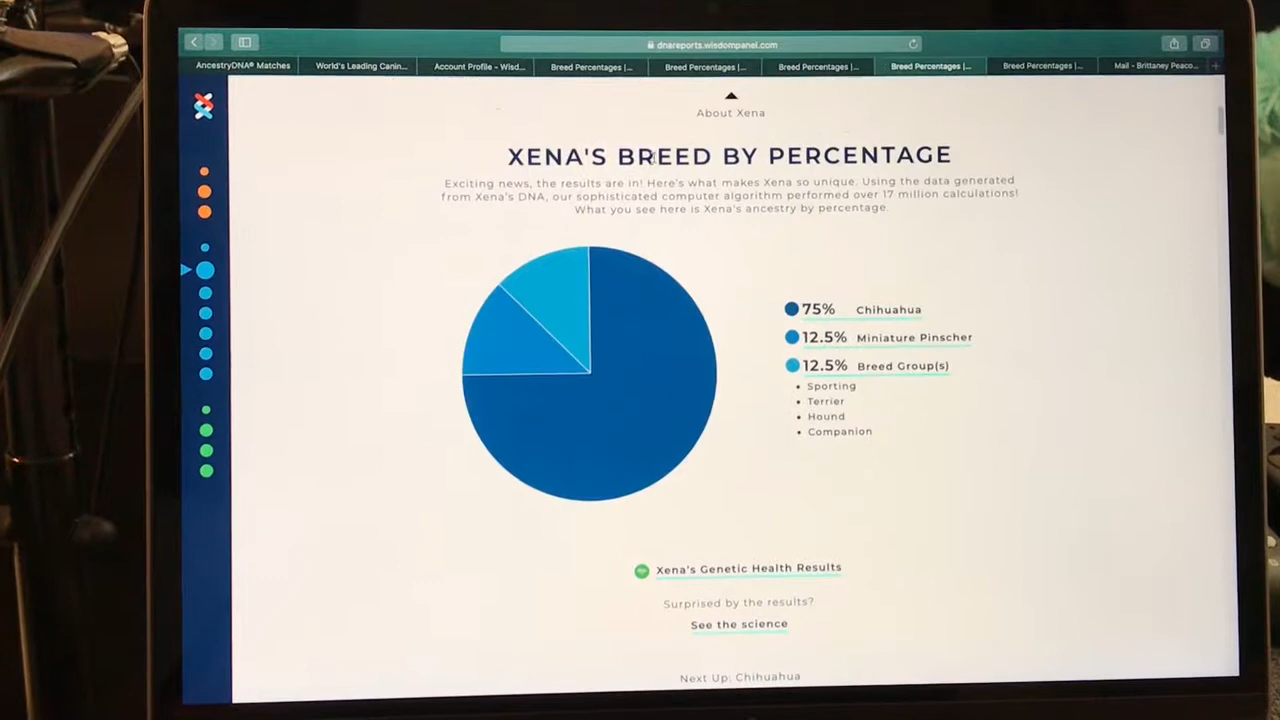 dnareports.wisdompanel.com
AncestryDNA® Matches
World's Leading Canin...
Account Profile - Wisd...
Breed Percentages |...
Breed Percentages |...
Breed Percentages |...
Breed Percentages |...
Breed Percentages |...
Mail - Brittaney Peaco...
About Xena
XENA'S BREED BY PERCENTAGE
Exciting news, the results are in! Here's what makes Xena so unique. Using the data generated
from Xena's DNA, our sophisticated computer algorithm performed over 17 million calculations!
What you see here is Xena's ancestry by percentage.
75% Chihuahua
12.5% Miniature Pinscher
12.5% Breed Group(s)
• Sporting
• Terrier
• Hound
• Companion
Xena's Genetic Health Results
Surprised by the results?
See the science
Next Up: Chihuahua